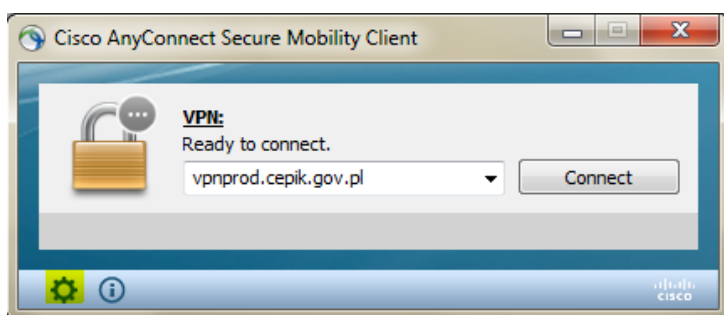 Cisco AnyConnect Secure Mobility Client
VPN:
Ready to connect.
vpnprod.cepik.gov.pl
Connect
cisco